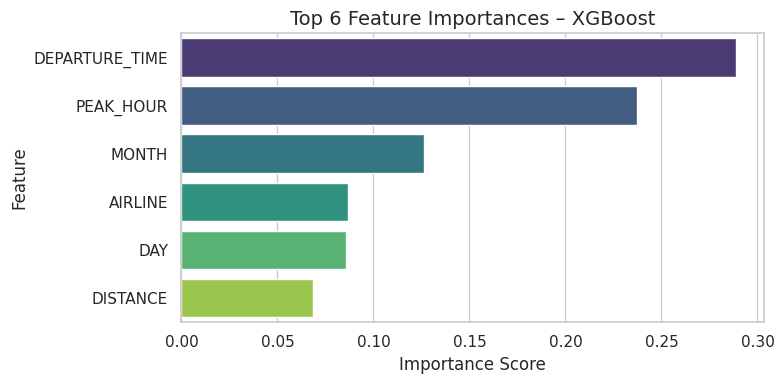 Top 6 Feature Importances – XGBoost
DEPARTURE_TIME
PEAK_HOUR
MONTH
AIRLINE
DAY
DISTANCE
Feature
0.00 0.05 0.10 0.15 0.20 0.25 0.30
Importance Score